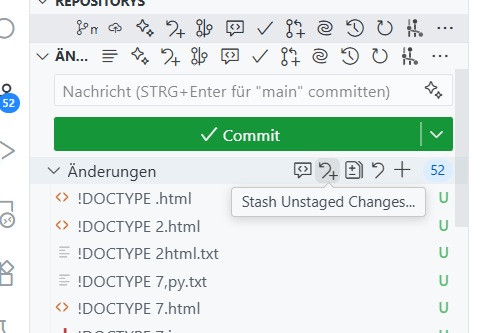 REPOSITORYS
ÄN...
Nachricht (STRG+Enter für "main" committen)
Commit
Änderungen 52
Stash Unstaged Changes...
52
!DOCTYPE .html U
!DOCTYPE 2.html
!DOCTYPE 2html.txt U
!DOCTYPE 7,py.txt U
!DOCTYPE 7.html U